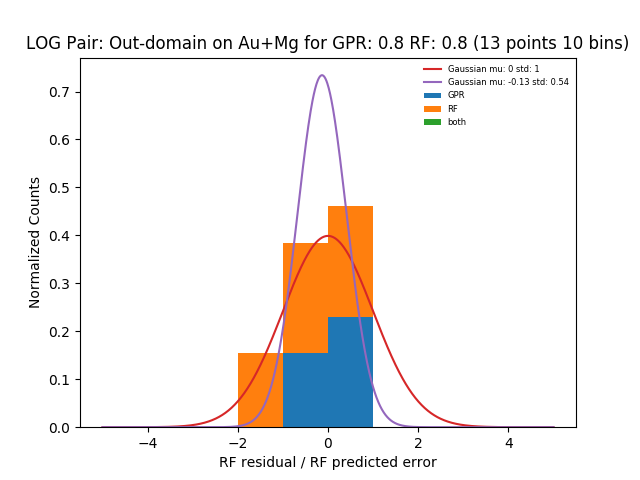 LOG Pair: Out-domain on Au+Mg for GPR: 0.8 RF: 0.8 (13 points 10 bins)
Gaussian mu: 0 std: 1
Gaussian mu: -0.13 std: 0.54
GPR
RF
both
Normalized Counts
0.7
0.6
0.5
0.4
0.3
0.2
0.1
0.0
−4
−2
0
2
4
RF residual / RF predicted error